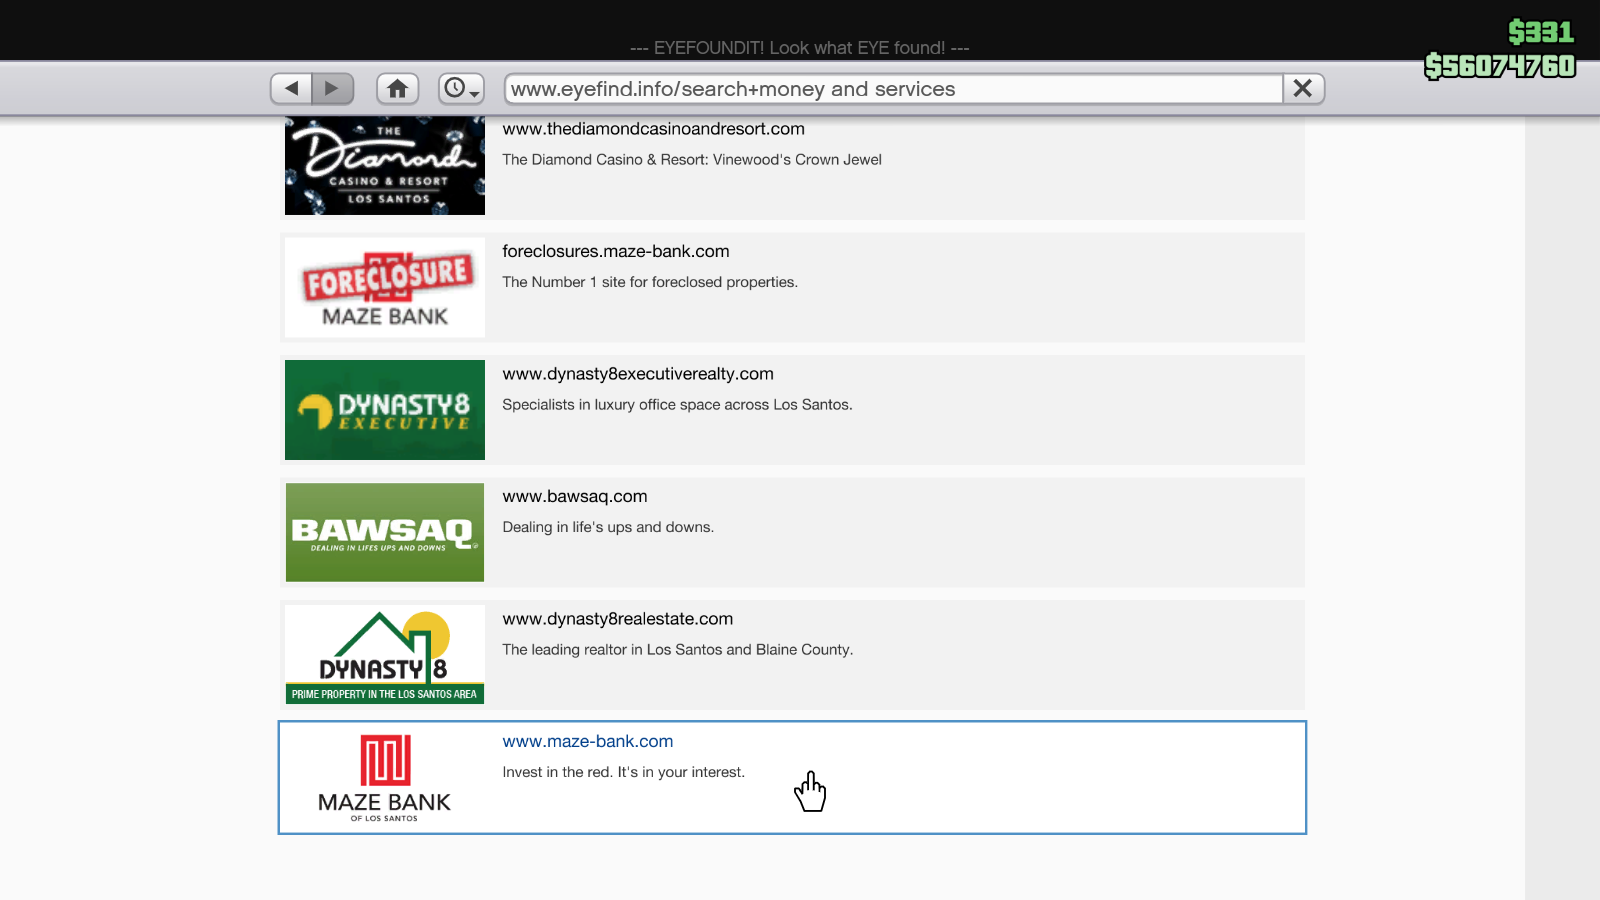 $331
--- EYEFOUNDIT! Look what EYE found! ---
$56074760
www.eyefind.info/search+money and services
THE
Diamond
CASINO & RESORT
LOS SANTOS
www.thediamondcasinoandresort.com
The Diamond Casino & Resort: Vinewood's Crown Jewel
FORECLOSURE
MAZE BANK
foreclosures.maze-bank.com
The Number 1 site for foreclosed properties.
DYNASTY8
EXECUTIVE
www.dynasty8executiverealty.com
Specialists in luxury office space across Los Santos.
BAWSAQ
DEALING IN LIFES UPS AND DOWNS
www.bawsaq.com
Dealing in life's ups and downs.
DYNASTY 8
PRIME PROPERTY IN THE LOS SANTOS AREA
www.dynasty8realestate.com
The leading realtor in Los Santos and Blaine County.
MAZE BANK
OF LOS SANTOS
www.maze-bank.com
Invest in the red. It's in your interest.